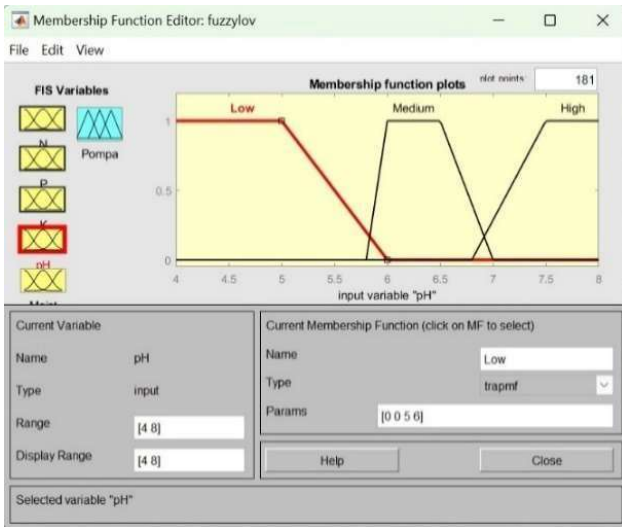 Membership Function Editor: fuzzylov
File Edit View
FIS Variables
N
Pompa
P
K
pH
Moist
Membership function plots
plot points:
181
Low
Medium
High
1
0.5
0
4 4.5 5 5.5 6 6.5 7 7.5 8
input variable "pH"
Current Variable
Name pH
Type input
Range [4 8]
Display Range [4 8]
Current Membership Function (click on MF to select)
Name Low
Type trapmf
Params [0 0 5 6]
Help Close
Selected variable "pH"